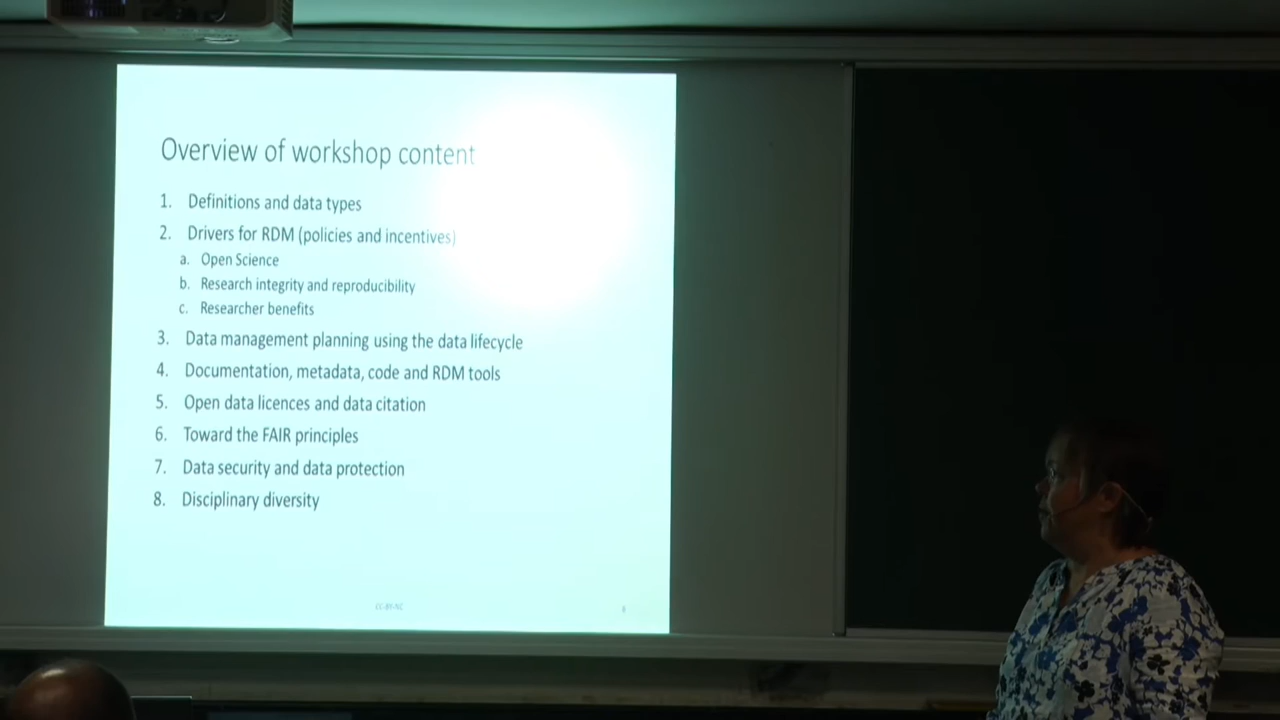 Overview of workshop content
1. Definitions and data types
2. Drivers for RDM (policies and incentives)
a. Open Science
b. Research integrity and reproducibility
c. Researcher benefits
3. Data management planning using the data lifecycle
4. Documentation, metadata, code and RDM tools
5. Open data licences and data citation
6. Toward the FAIR principles
7. Data security and data protection
8. Disciplinary diversity
CC-BY-NC